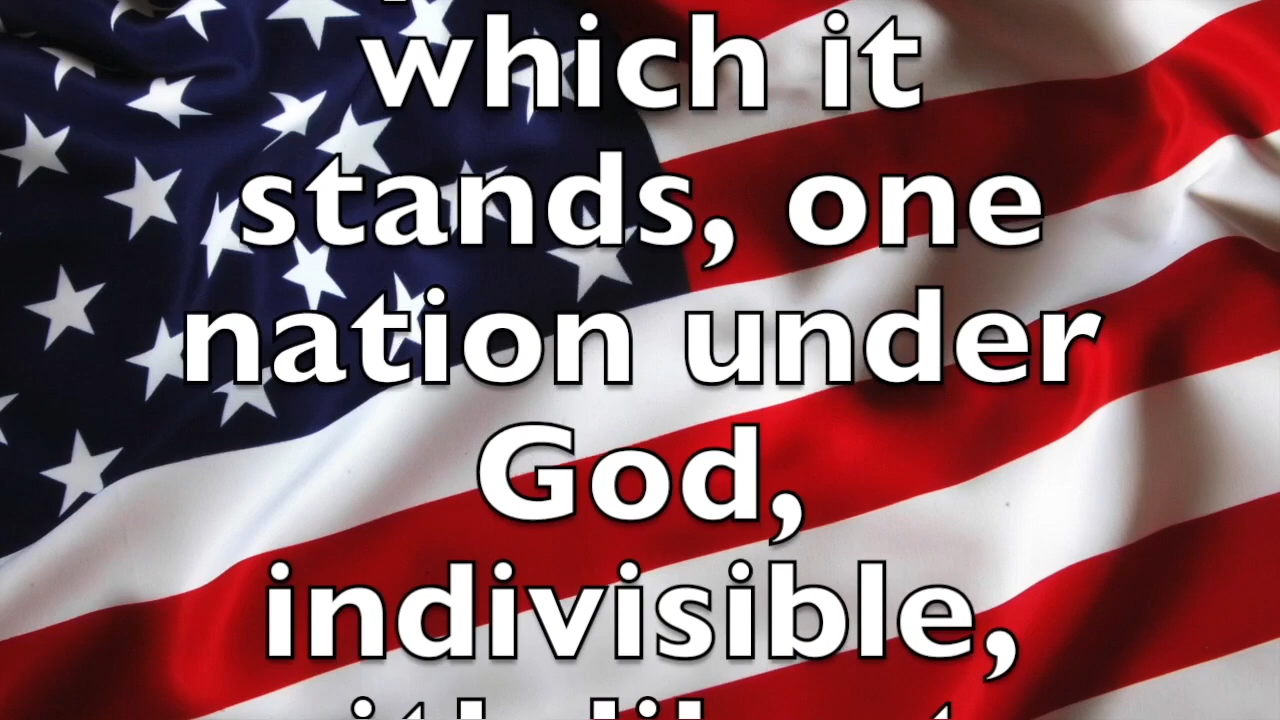 which it
stands, one
nation under
God,
indivisible,